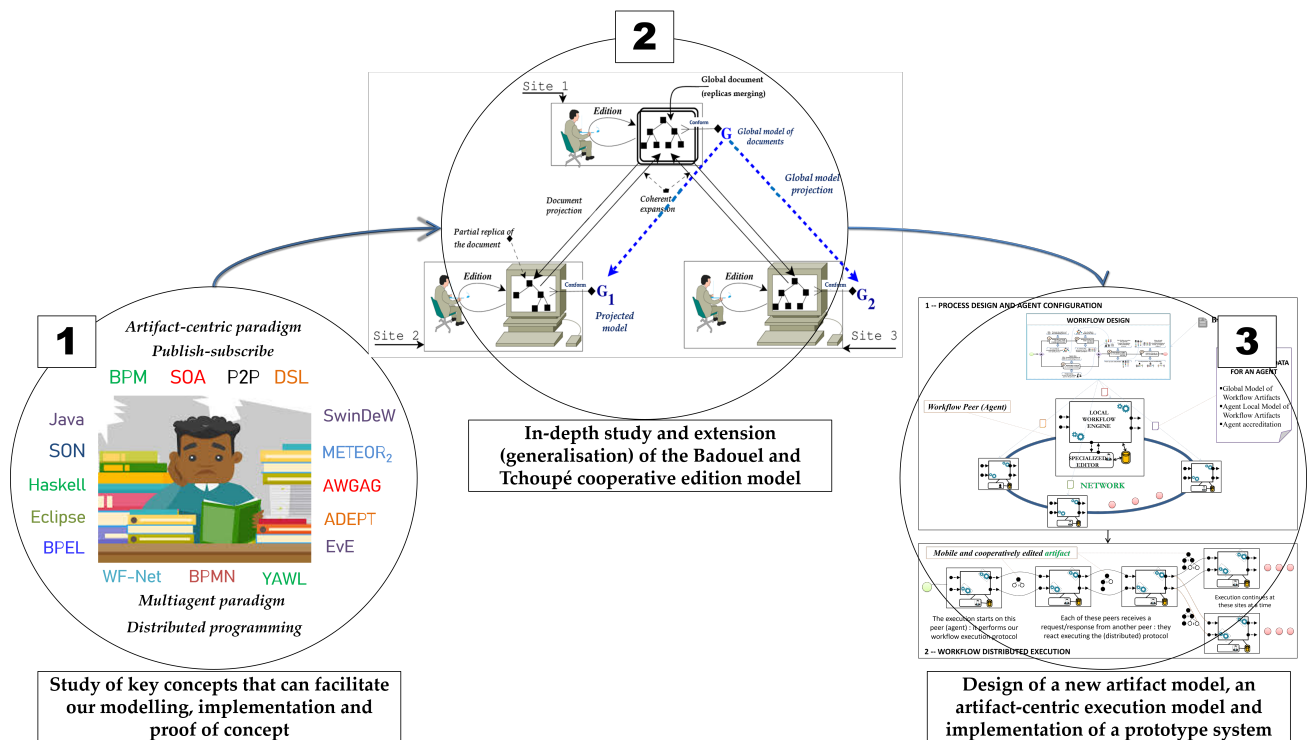 1
Artifact-centric paradigm
Publish-subscribe
BPM SOA P2P DSL
Java
SON
Haskell
Eclipse
BPEL
SwinDeW
METEOR2
AWGAG
ADEPT
EvE
WF-Net BPMN YAWL
Multiagent paradigm
Distributed programming
Study of key concepts that can facilitate
our modelling, implementation and
proof of concept
2
Site 1
Edition
Global document
(replicas merging)
Conform
G
Global model of
documents
Global model
projection
Document
projection
Coherente
expansion
Partial replica of
the document
Edition
Conform
G1
Projected
model
Site 2
Edition
Conform
G2
Site 3
In-depth study and extension
(generalisation) of the Badouel and
Tchoupé cooperative edition model
3
1 -- PROCESS DESIGN AND AGENT CONFIGURATION
WORKFLOW DESIGN
FOR AN AGENT
•Global Model of
Workflow Artifacts
•Agent Local Model of
Workflow Artifacts
•Agent accreditation
Workflow Peer (Agent)
LOCAL
WORKFLOW
ENGINE
SPECIALIZED
EDITOR
NETWORK
Mobile and cooperatively edited artifact
The execution starts on this
peer (agent) : it performs our
workflow execution protocol
Each of these peers receives a
request/response from another peer : they
react executing the (distributed) protocol
Execution continues at
these sites at a time
2 -- WORKFLOW DISTRIBUTED EXECUTION
Design of a new artifact model, an
artifact-centric execution model and
implementation of a prototype system